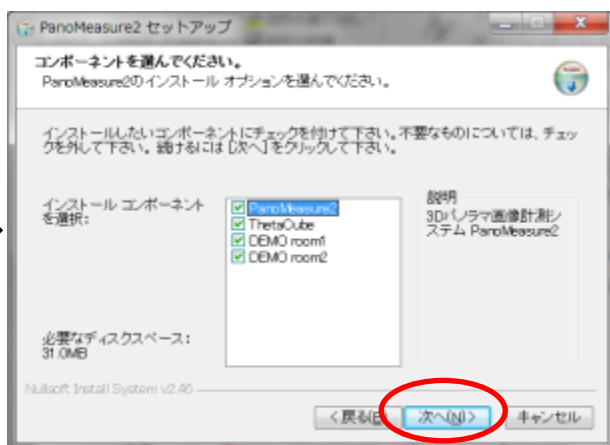 PanoMeasure2 セットアップ
コンポーネントを選んでください。
PanoMeasure2のインストール オプションを選んでください。
インストールしたいコンポーネントにチェックを付けて下さい。不要なものについては、チェッ
クを外して下さい。続けるには [次へ] をクリックして下さい。
インストール コンポーネント
を選択:
PanoMeasure2
ThetaCube
DEMO room1
DEMO room2
説明
3Dパノラマ画像計測シ
ステム PanoMeasure2
必要なディスクスペース:
31.0MB
Nullsoft Install System v2.46
< 戻る(B)
次へ(N) >
キャンセル